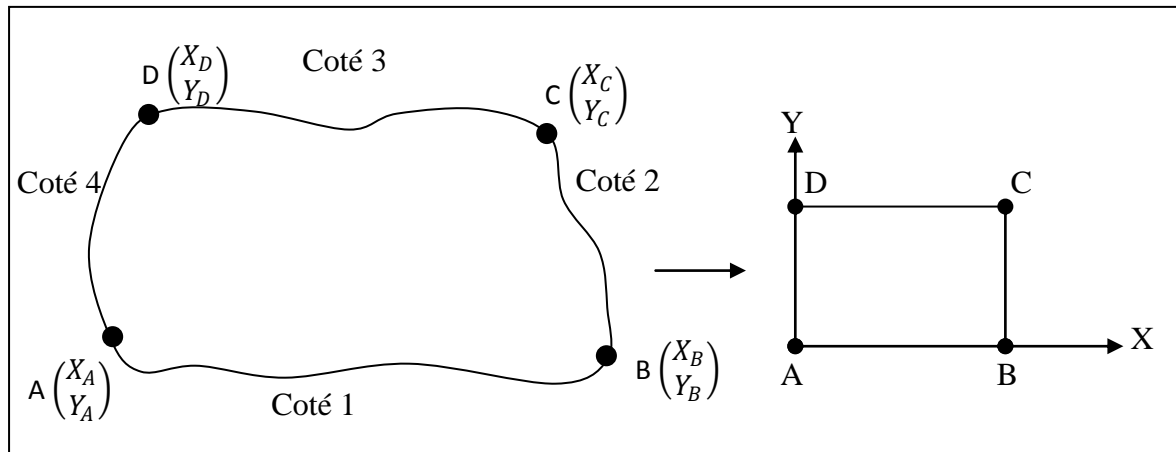 Coté 3
D (X_D
Y_D)
C (X_C
Y_C)
Coté 4
Coté 2
A (X_A
Y_A)
Coté 1
B (X_B
Y_B)
Y
D
C
X
A
B